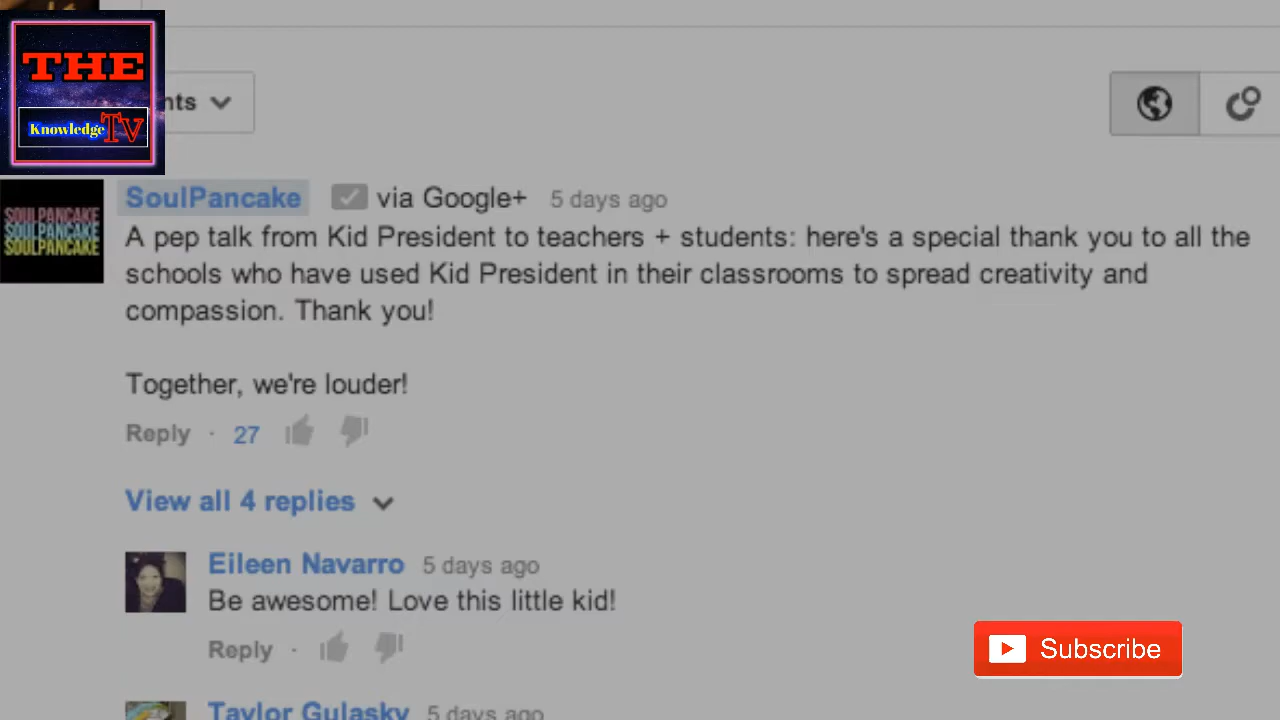 THE
Knowledge TV
nts
SOULPANCAKE
SOULPANCAKE
SOULPANCAKE
SoulPancake via Google+ 5 days ago
A pep talk from Kid President to teachers + students: here's a special thank you to all the
schools who have used Kid President in their classrooms to spread creativity and
compassion. Thank you!
Together, we're louder!
Reply · 27
View all 4 replies
Eileen Navarro 5 days ago
Be awesome! Love this little kid!
Reply ·
Subscribe
Taylor Gulasky 5 days ago